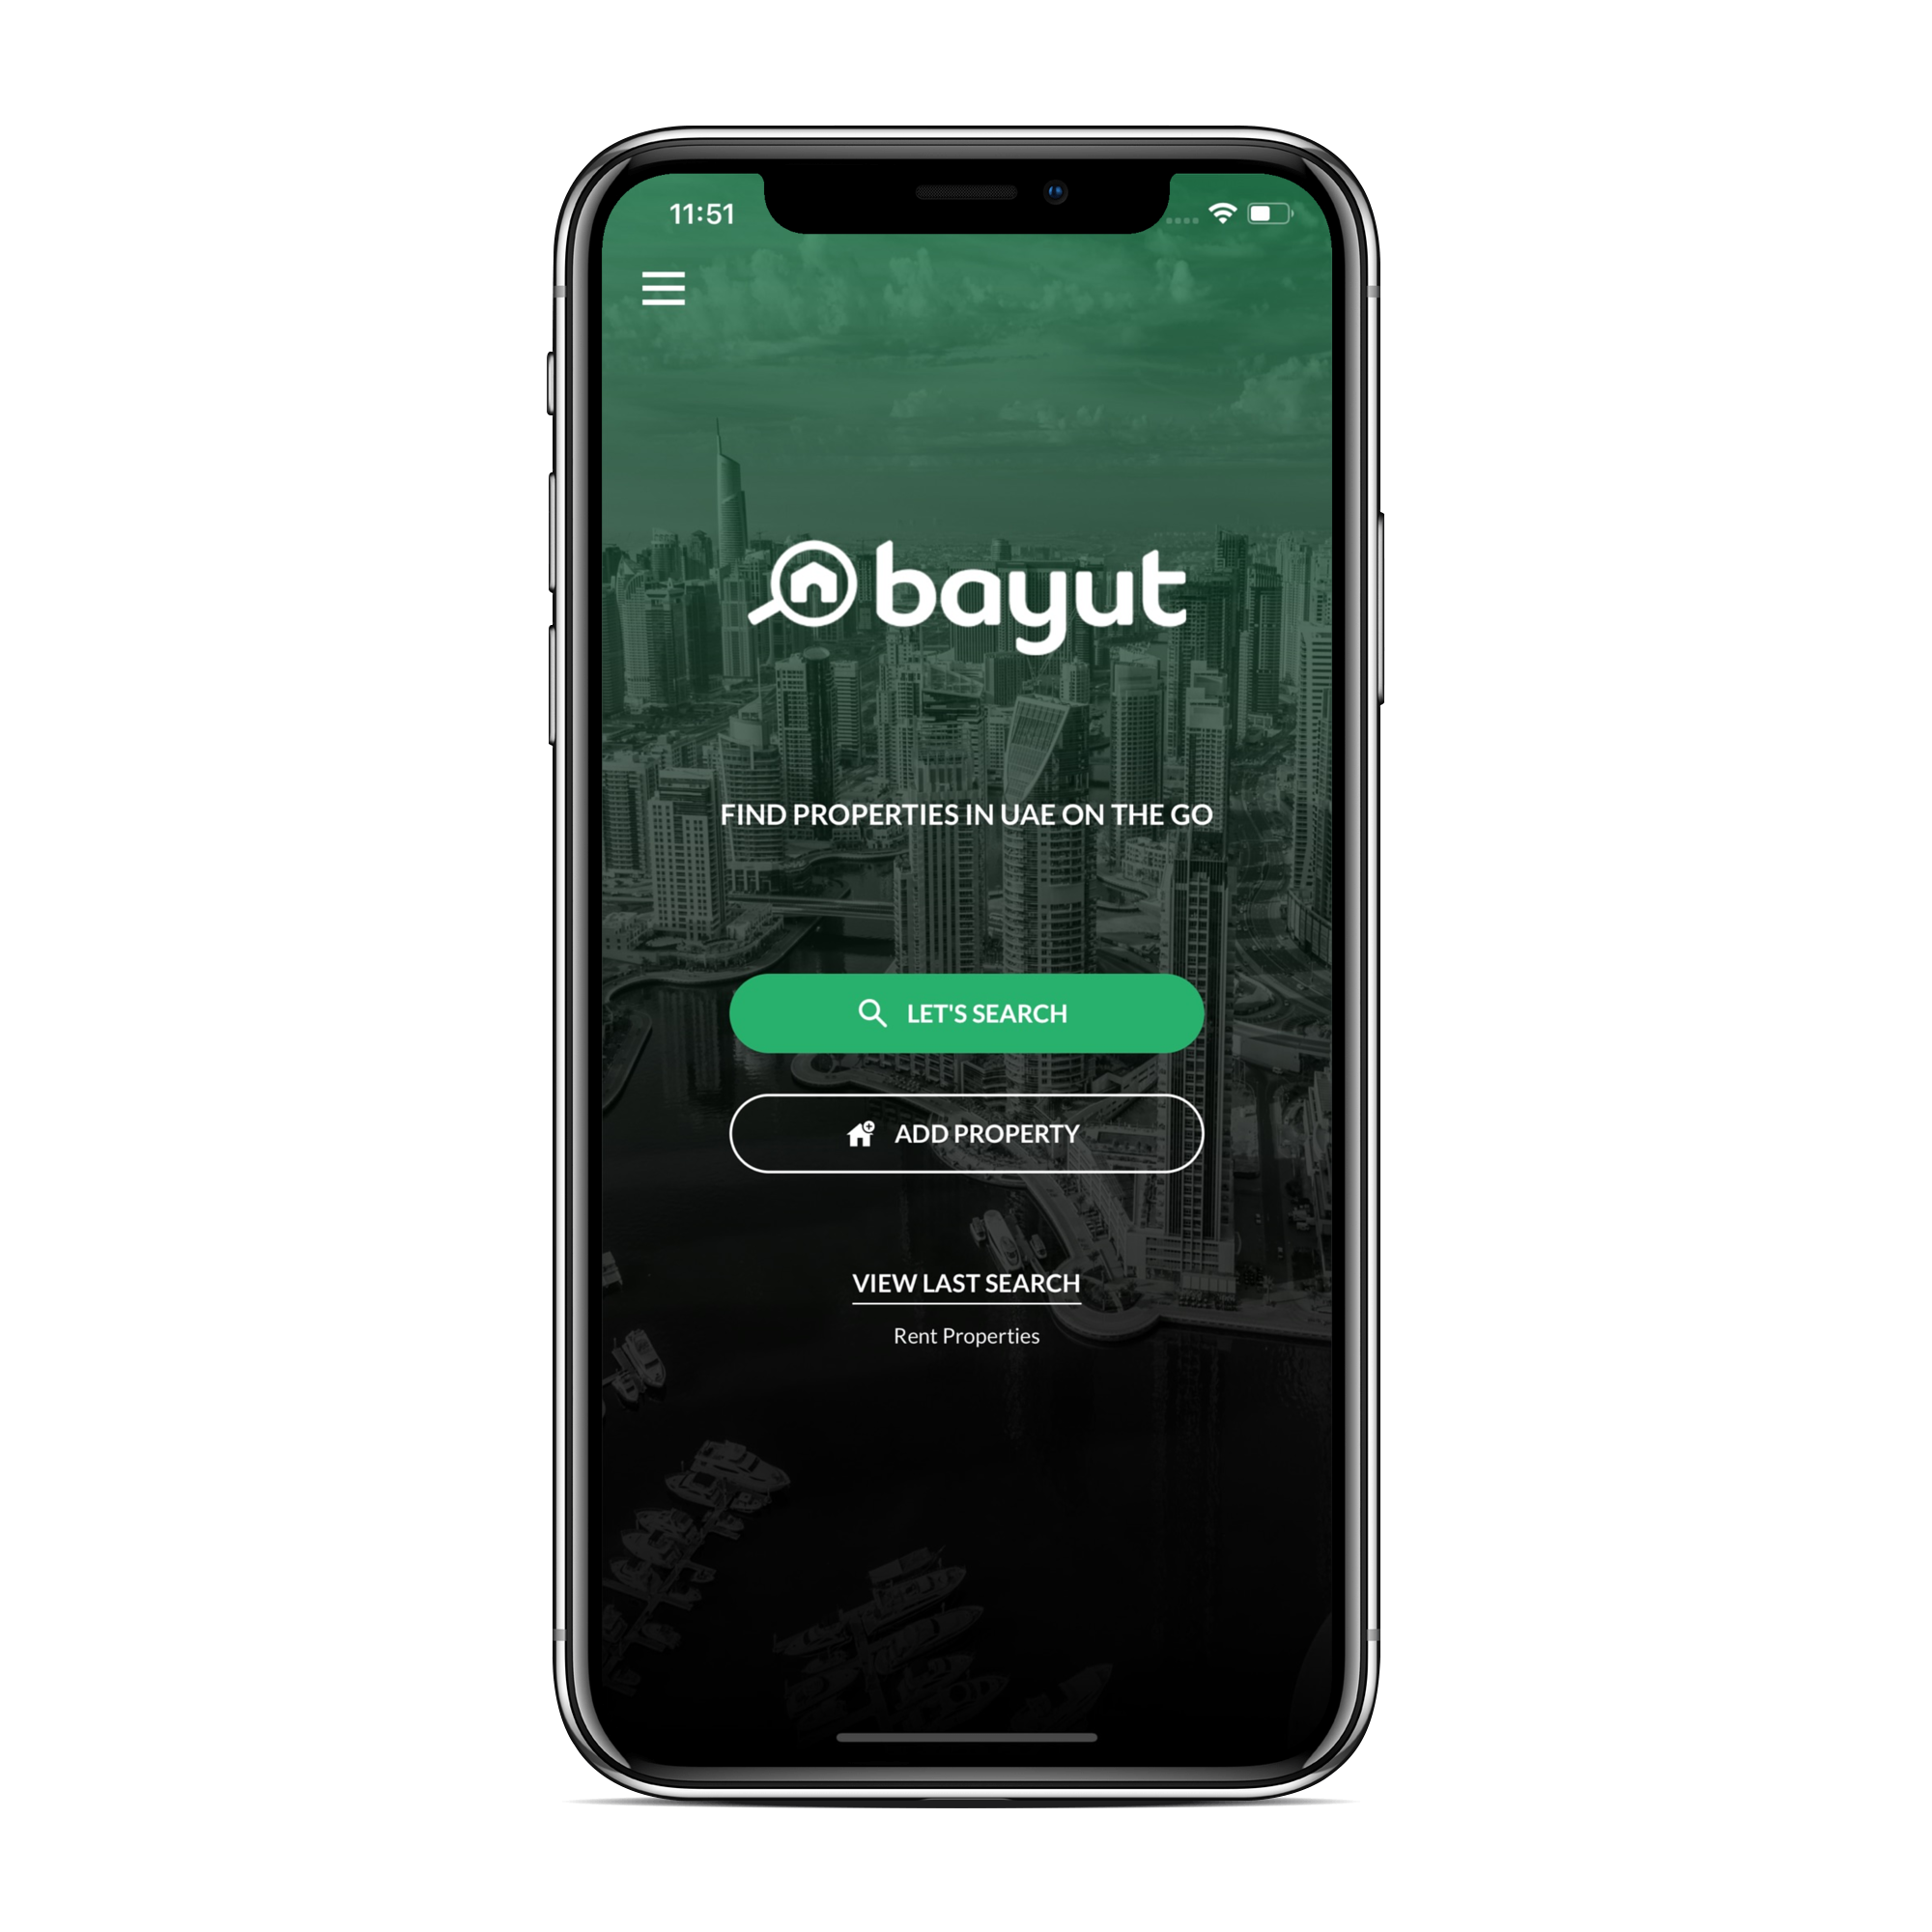 11:51
bayut
FIND PROPERTIES IN UAE ON THE GO
LET'S SEARCH
ADD PROPERTY
VIEW LAST SEARCH
Rent Properties